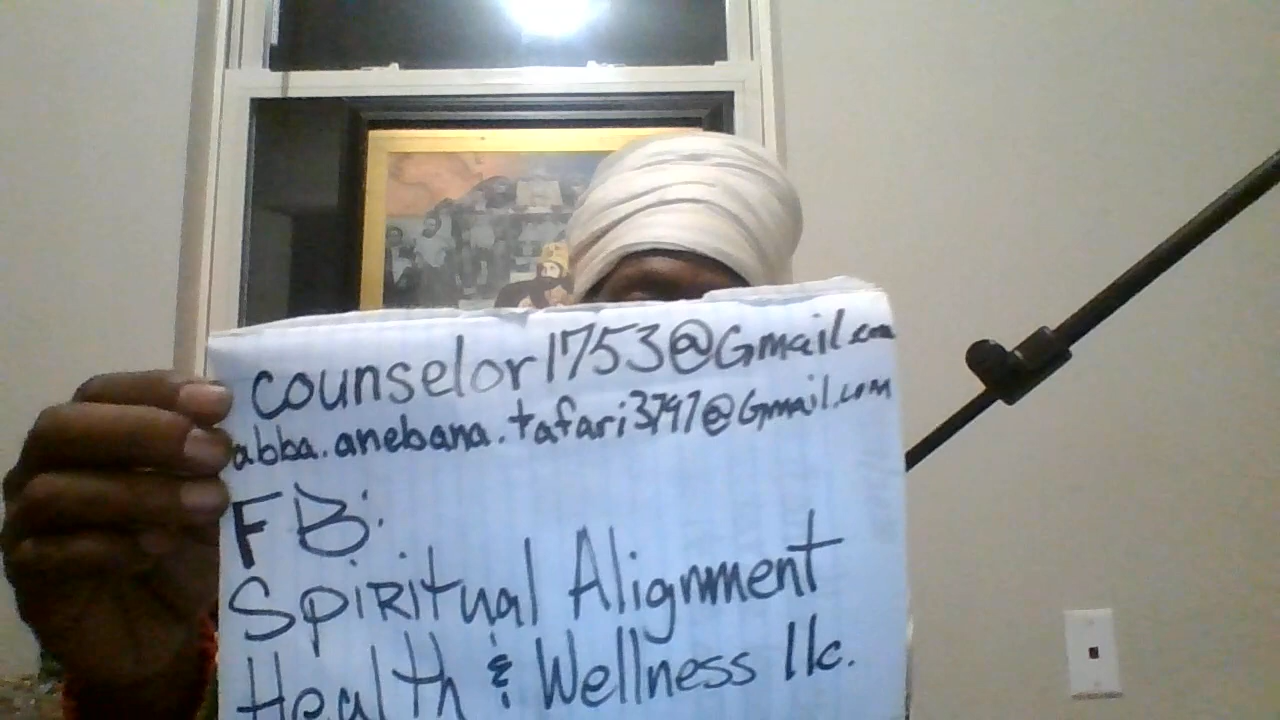 counselor1753@Gmail.com
abba.anebana.tafari3797@Gmail.com
FB:
Spiritual Alignment
Health & Wellness llc.